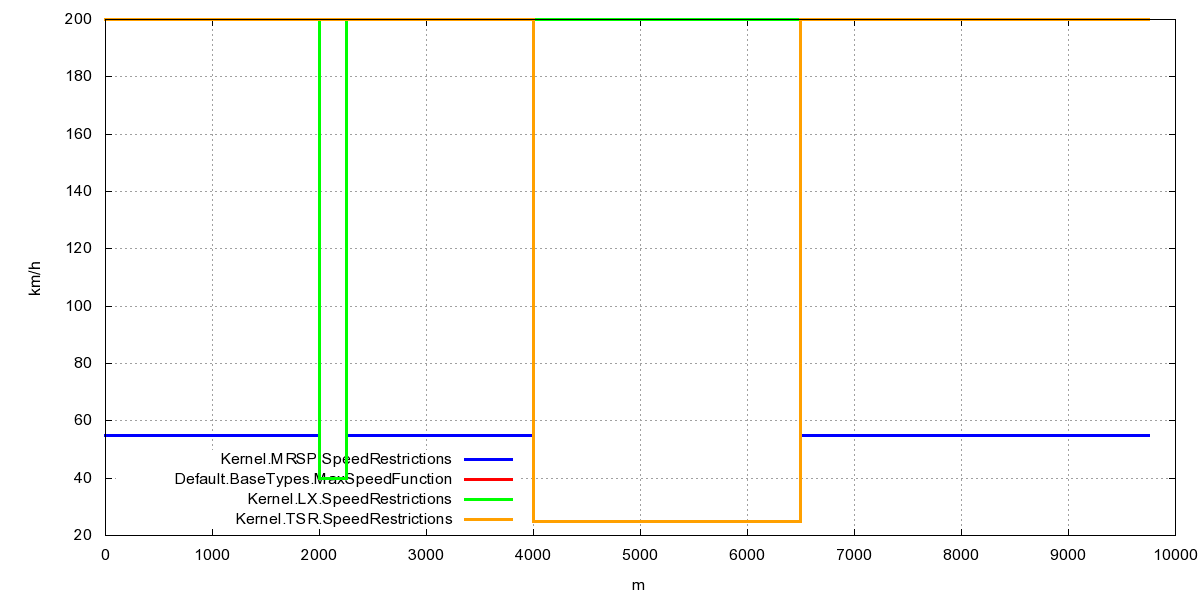 200
180
160
140
120
100
80
60
40
20
km/h
Kernel.MRSP.SpeedRestrictions
Default.BaseTypes.MaxSpeedFunction
Kernel.LX.SpeedRestrictions
Kernel.TSR.SpeedRestrictions
0 1000 2000 3000 4000 5000 6000 7000 8000 9000 10000
m